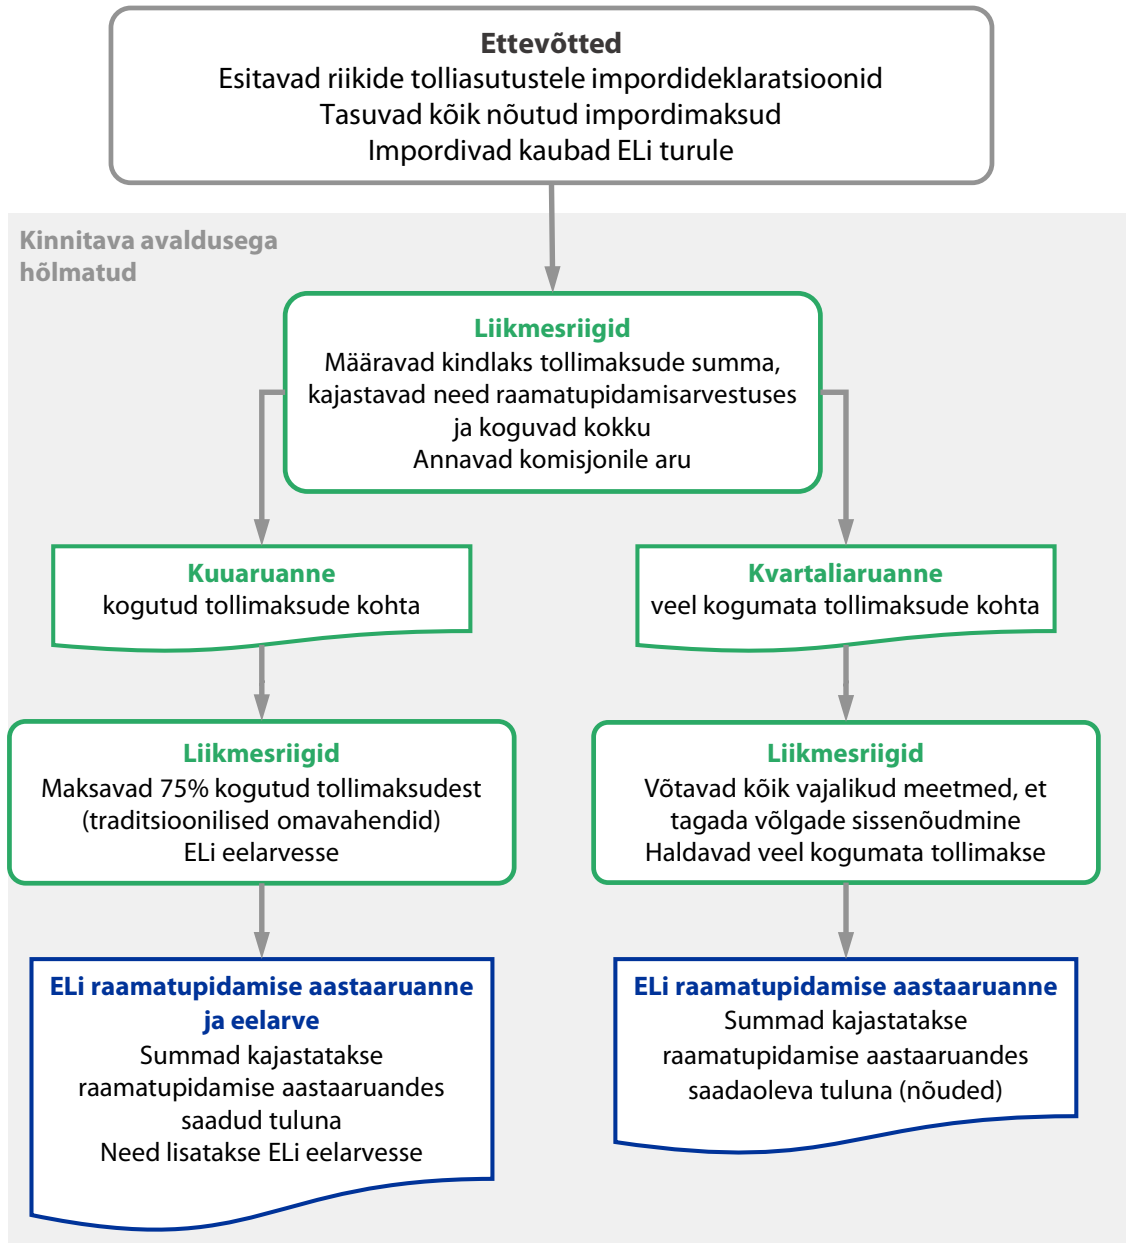 Ettevõtted
Esitavad riikide tolliasutustele impordideklaratsioonid
Tasuvad kõik nõutud impordimaksud
Impordivad kaubad ELi turule
Kinnitava avaldusega
hõlmatud
Liikmesriigid
Määravad kindlaks tollimaksude summa,
kajastavad need raamatupidamisarvestuses
ja koguvad kokku
Annavad komisjonile aru
Kuuaruanne
kogutud tollimaksude kohta
Kvartaliaruanne
veel kogumata tollimaksude kohta
Liikmesriigid
Maksavad 75% kogutud tollimaksudest
(traditsioonilised omavahendid)
ELi eelarvesse
Liikmesriigid
Võtavad kõik vajalikud meetmed, et
tagada võlgade sissenõudmine
Haldavad veel kogumata tollimakse
ELi raamatupidamise aastaaruanne
ja eelarve
Summad kajastatakse
raamatupidamise aastaaruandes
saadud tuluna
Need lisatakse ELi eelarvesse
ELi raamatupidamise aastaaruanne
Summad kajastatakse
raamatupidamise aastaaruandes
saadaoleva tuluna (nõuded)